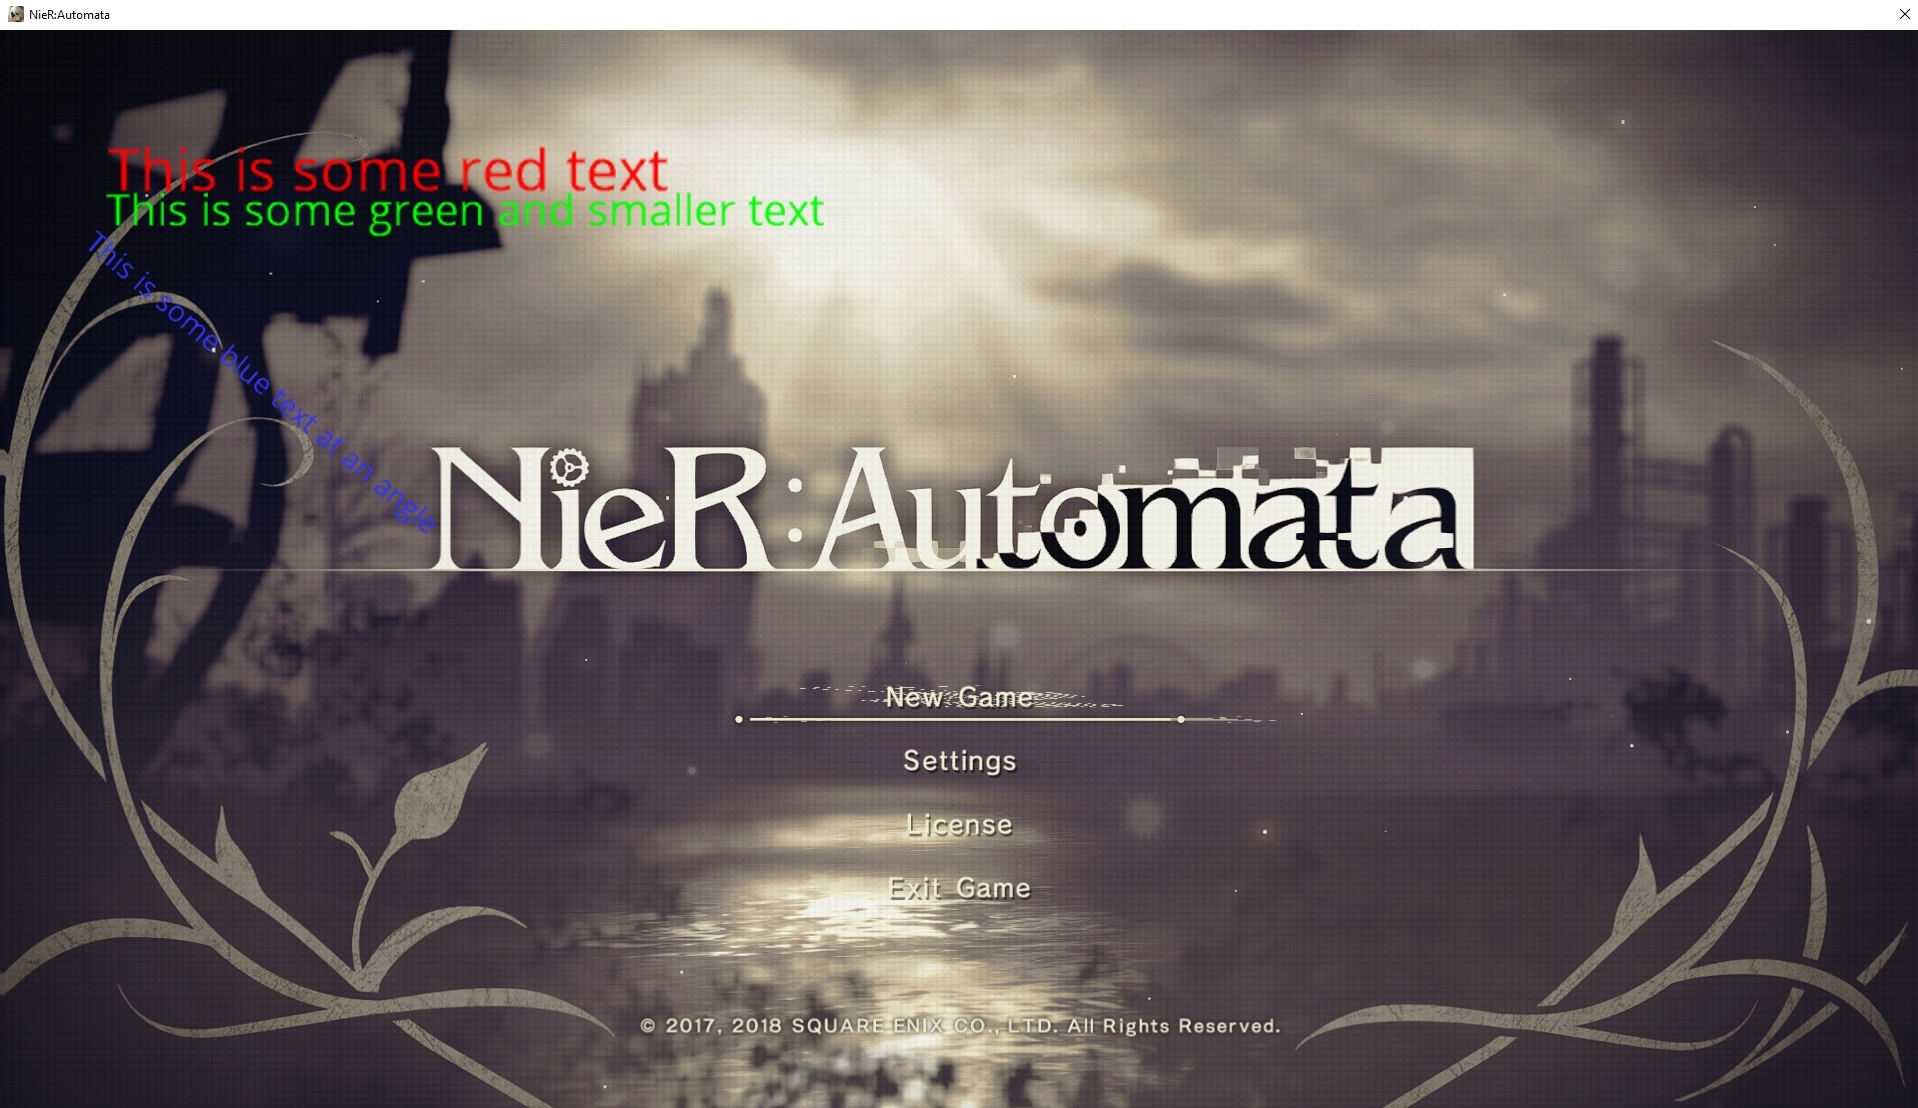 NieR:Automata
This is some red text
This is some green and smaller text
This is some blue text at an angle
NieR:Automata
New Game
Settings
License
Exit Game
© 2017, 2018 SQUARE ENIX CO., LTD. All Rights Reserved.